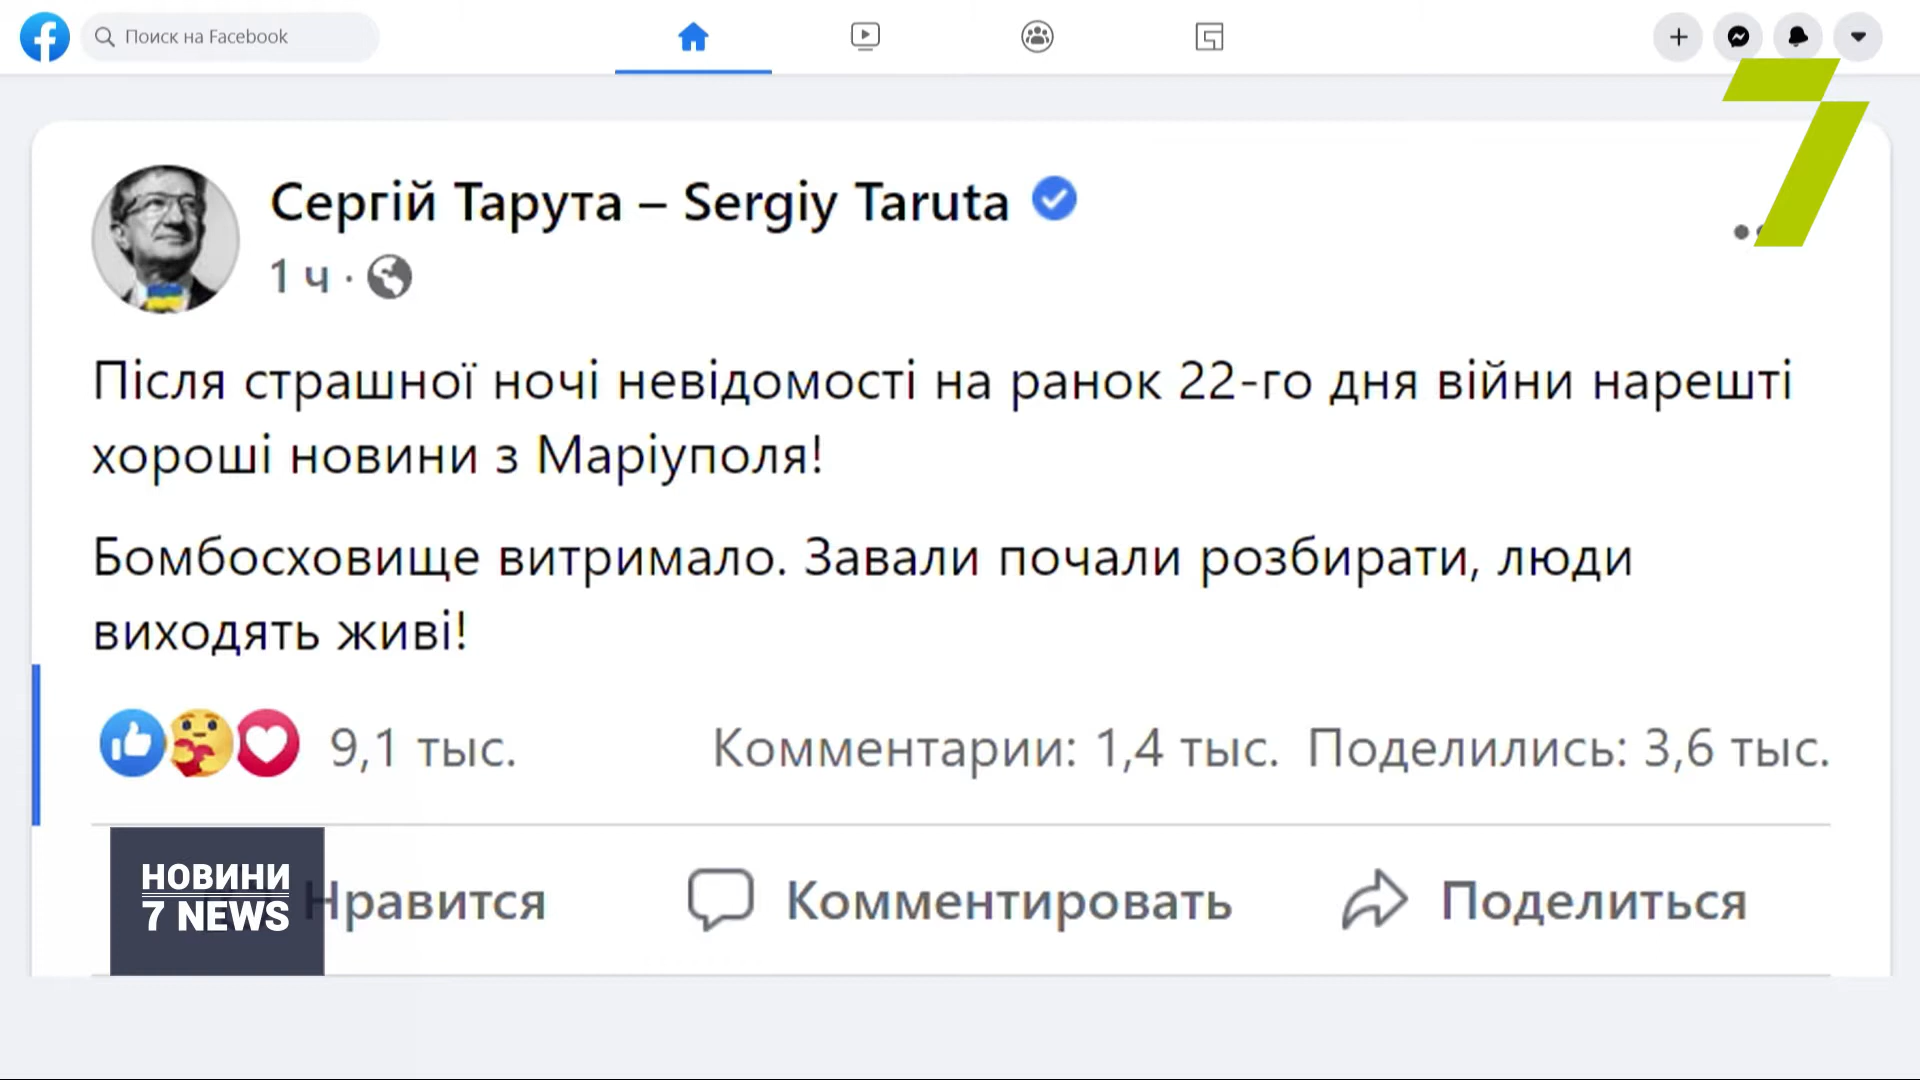 Поиск на Facebook
7
Сергій Тарута – Sergiy Taruta
1 ч ·
Після страшної ночі невідомості на ранок 22-го дня війни нарешті
хороші новини з Маріуполя!
Бомбосховище витримало. Завали почали розбирати, люди
виходять живі!
9,1 тыс. Комментарии: 1,4 тыс. Поделились: 3,6 тыс.
Нравится Комментировать Поделиться
НОВИНИ
7 NEWS